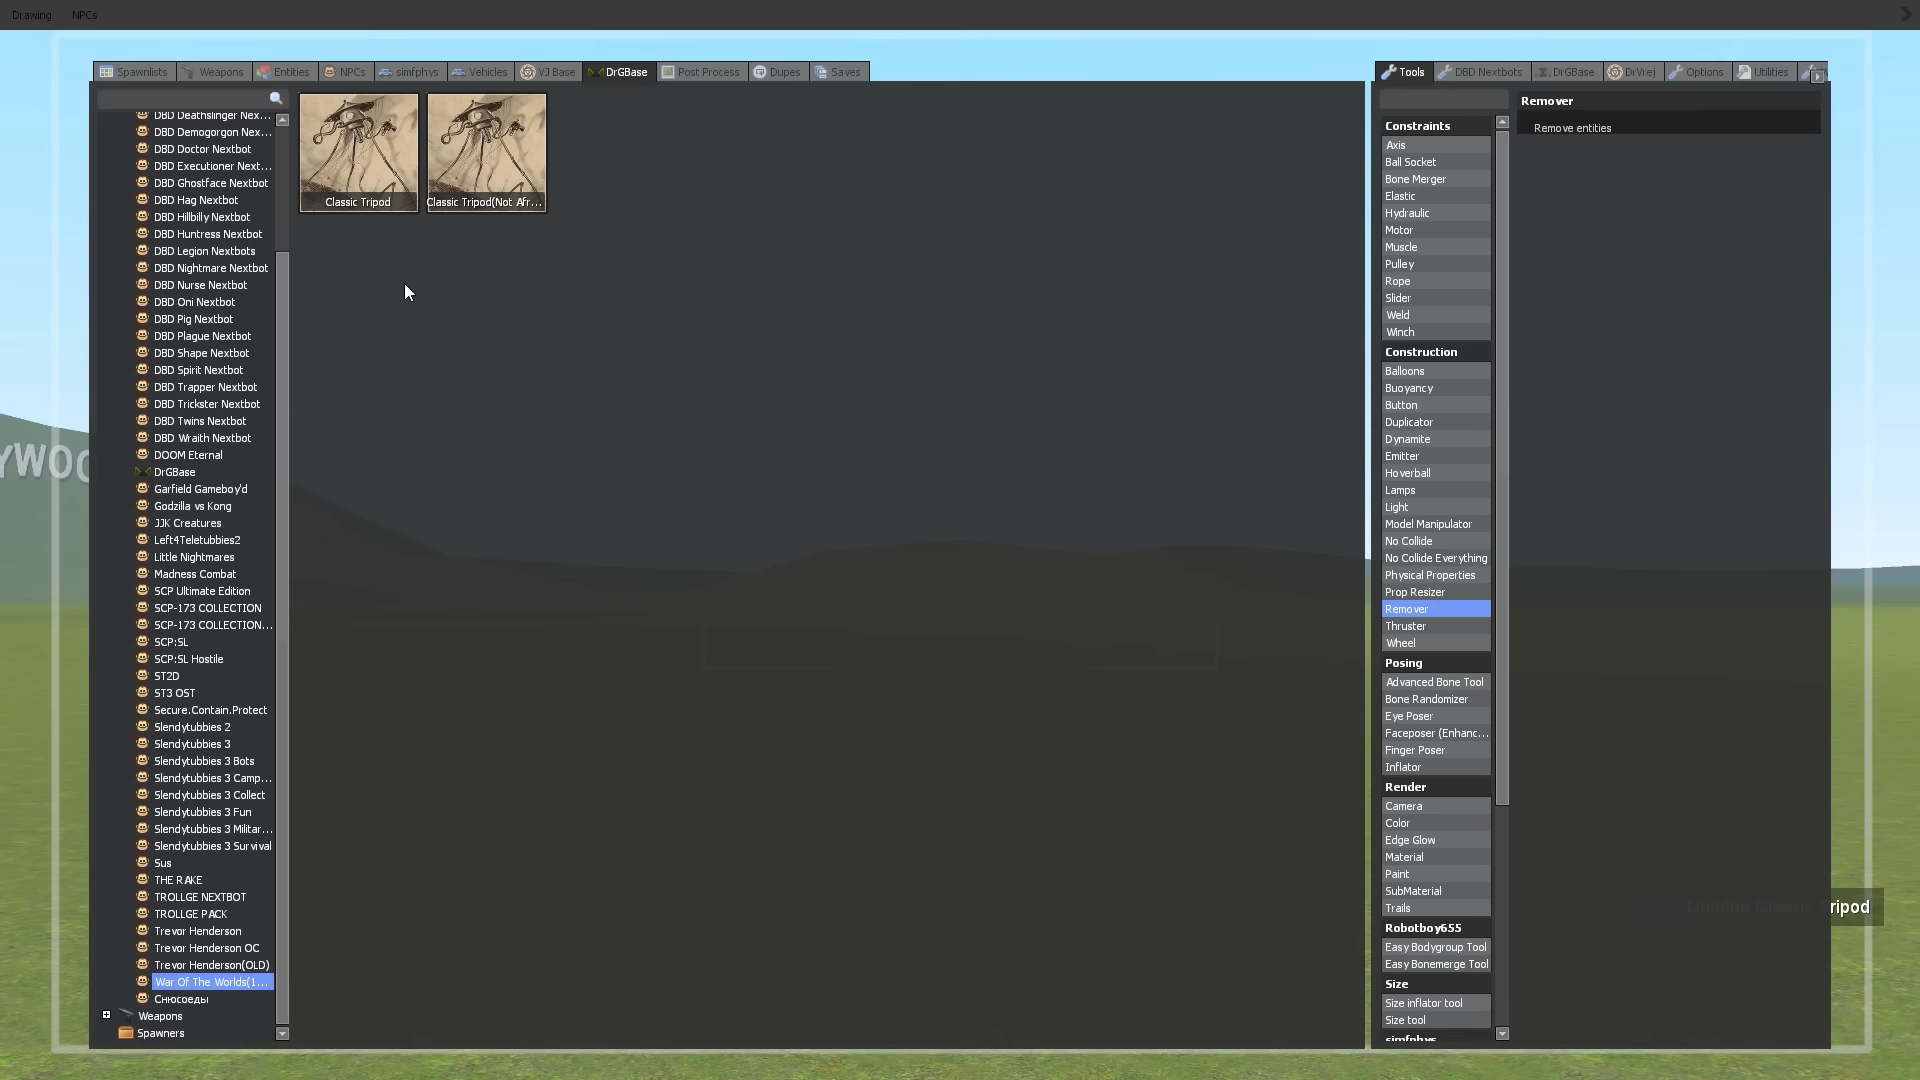 Drawing NPCs
Spawnlists Weapons Entities NPCs simfphys Vehicles VJ Base DrGBase Post Process Dupes Saves
DBD Deathslinger Nex...
DBD Demogorgon Nex...
DBD Doctor Nextbot
DBD Executioner Next...
DBD Ghostface Nextbot
DBD Hag Nextbot
DBD Hillbilly Nextbot
DBD Huntress Nextbot
DBD Legion Nextbots
DBD Nightmare Nextbot
DBD Nurse Nextbot
DBD Oni Nextbot
DBD Pig Nextbot
DBD Plague Nextbot
DBD Shape Nextbot
DBD Spirit Nextbot
DBD Trapper Nextbot
DBD Trickster Nextbot
DBD Twins Nextbot
DBD Wraith Nextbot
DOOM Eternal
DrGBase
Garfield Gameboy'd
Godzilla vs Kong
JJK Creatures
Left4Teletubbies2
Little Nightmares
Madness Combat
SCP Ultimate Edition
SCP-173 COLLECTION
SCP-173 COLLECTION...
SCP:SL
SCP:SL Hostile
ST2D
ST3 OST
Secure.Contain.Protect
Slendytubbies 2
Slendytubbies 3
Slendytubbies 3 Bots
Slendytubbies 3 Camp...
Slendytubbies 3 Collect
Slendytubbies 3 Fun
Slendytubbies 3 Militar...
Slendytubbies 3 Survival
Sus
THE RAKE
TROLLGE NEXTBOT
TROLLGE PACK
Trevor Henderson
Trevor Henderson OC
Trevor Henderson(OLD)
War Of The Worlds(1...
Снюсоеды
Weapons
Spawners
Classic Tripod
Classic Tripod(Not Afr...
YWOO
Tools DBD Nextbots DrGBase DrVrej Options Utilities
Constraints
Axis
Ball Socket
Bone Merger
Elastic
Hydraulic
Motor
Muscle
Pulley
Rope
Slider
Weld
Winch
Construction
Balloons
Buoyancy
Button
Duplicator
Dynamite
Emitter
Hoverball
Lamps
Light
Model Manipulator
No Collide
No Collide Everything
Physical Properties
Prop Resizer
Remover
Thruster
Wheel
Posing
Advanced Bone Tool
Bone Randomizer
Eye Poser
Faceposer (Enhanc...
Finger Poser
Inflator
Render
Camera
Color
Edge Glow
Material
Paint
SubMaterial
Trails
Robotboy655
Easy Bodygroup Tool
Easy Bonemerge Tool
Size
Size inflator tool
Size tool
simfphys
Remover
Remove entities
Classic Tripod